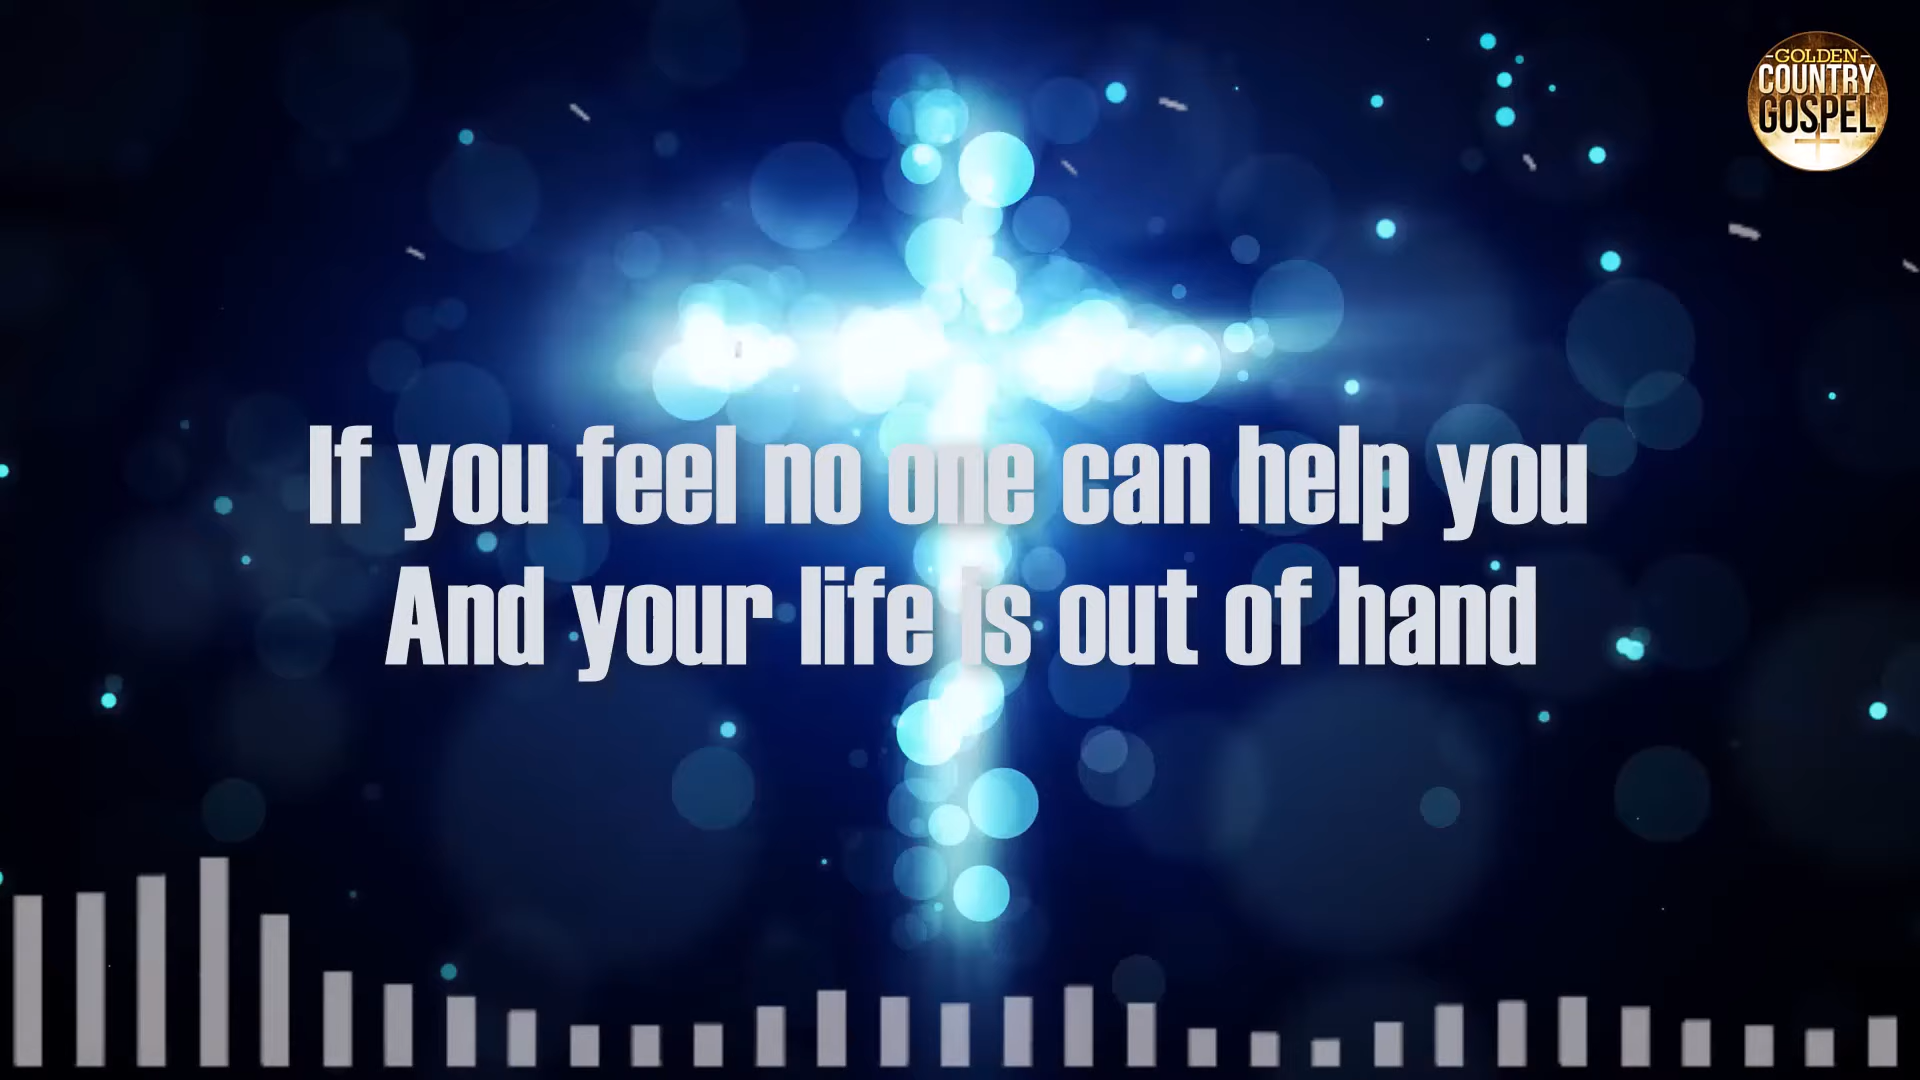 GOLDEN
COUNTRY
GOSPEL
If you feel no one can help you
And your life is out of hand